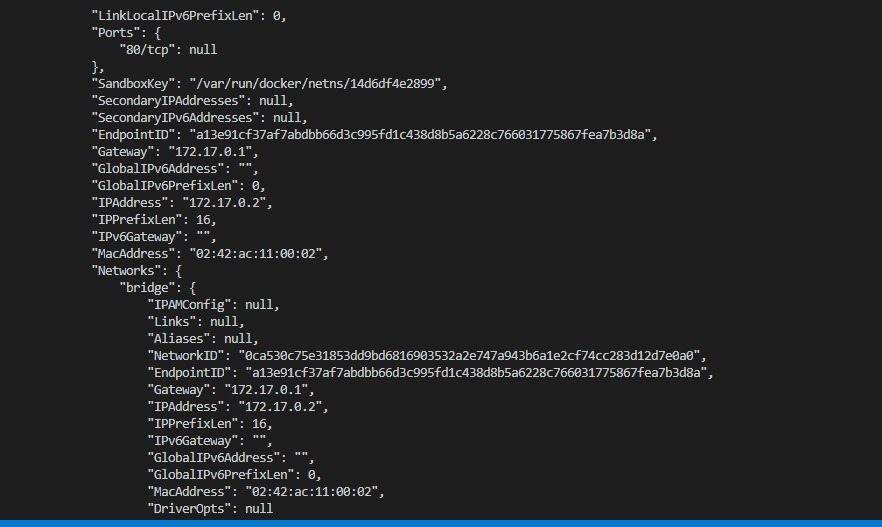 "LinkLocalIPv6PrefixLen": 0,
"Ports": {
"80/tcp": null
},
"SandboxKey": "/var/run/docker/netns/14d6df4e2899",
"SecondaryIPAddresses": null,
"SecondaryIPv6Addresses": null,
"EndpointID": "a13e91cf37af7abdbb66d3c995fd1c438d8b5a6228c766031775867fea7b3d8a",
"Gateway": "172.17.0.1",
"GlobalIPv6Address": "",
"GlobalIPv6PrefixLen": 0,
"IPAddress": "172.17.0.2",
"IPPrefixLen": 16,
"IPv6Gateway": "",
"MacAddress": "02:42:ac:11:00:02",
"Networks": {
"bridge": {
"IPAMConfig": null,
"Links": null,
"Aliases": null,
"NetworkID": "0ca530c75e31853dd9bd6816903532a2e747a943b6a1e2cf74cc283d12d7e0a0",
"EndpointID": "a13e91cf37af7abdbb66d3c995fd1c438d8b5a6228c766031775867fea7b3d8a",
"Gateway": "172.17.0.1",
"IPAddress": "172.17.0.2",
"IPPrefixLen": 16,
"IPv6Gateway": "",
"GlobalIPv6Address": "",
"GlobalIPv6PrefixLen": 0,
"MacAddress": "02:42:ac:11:00:02",
"DriverOpts": null